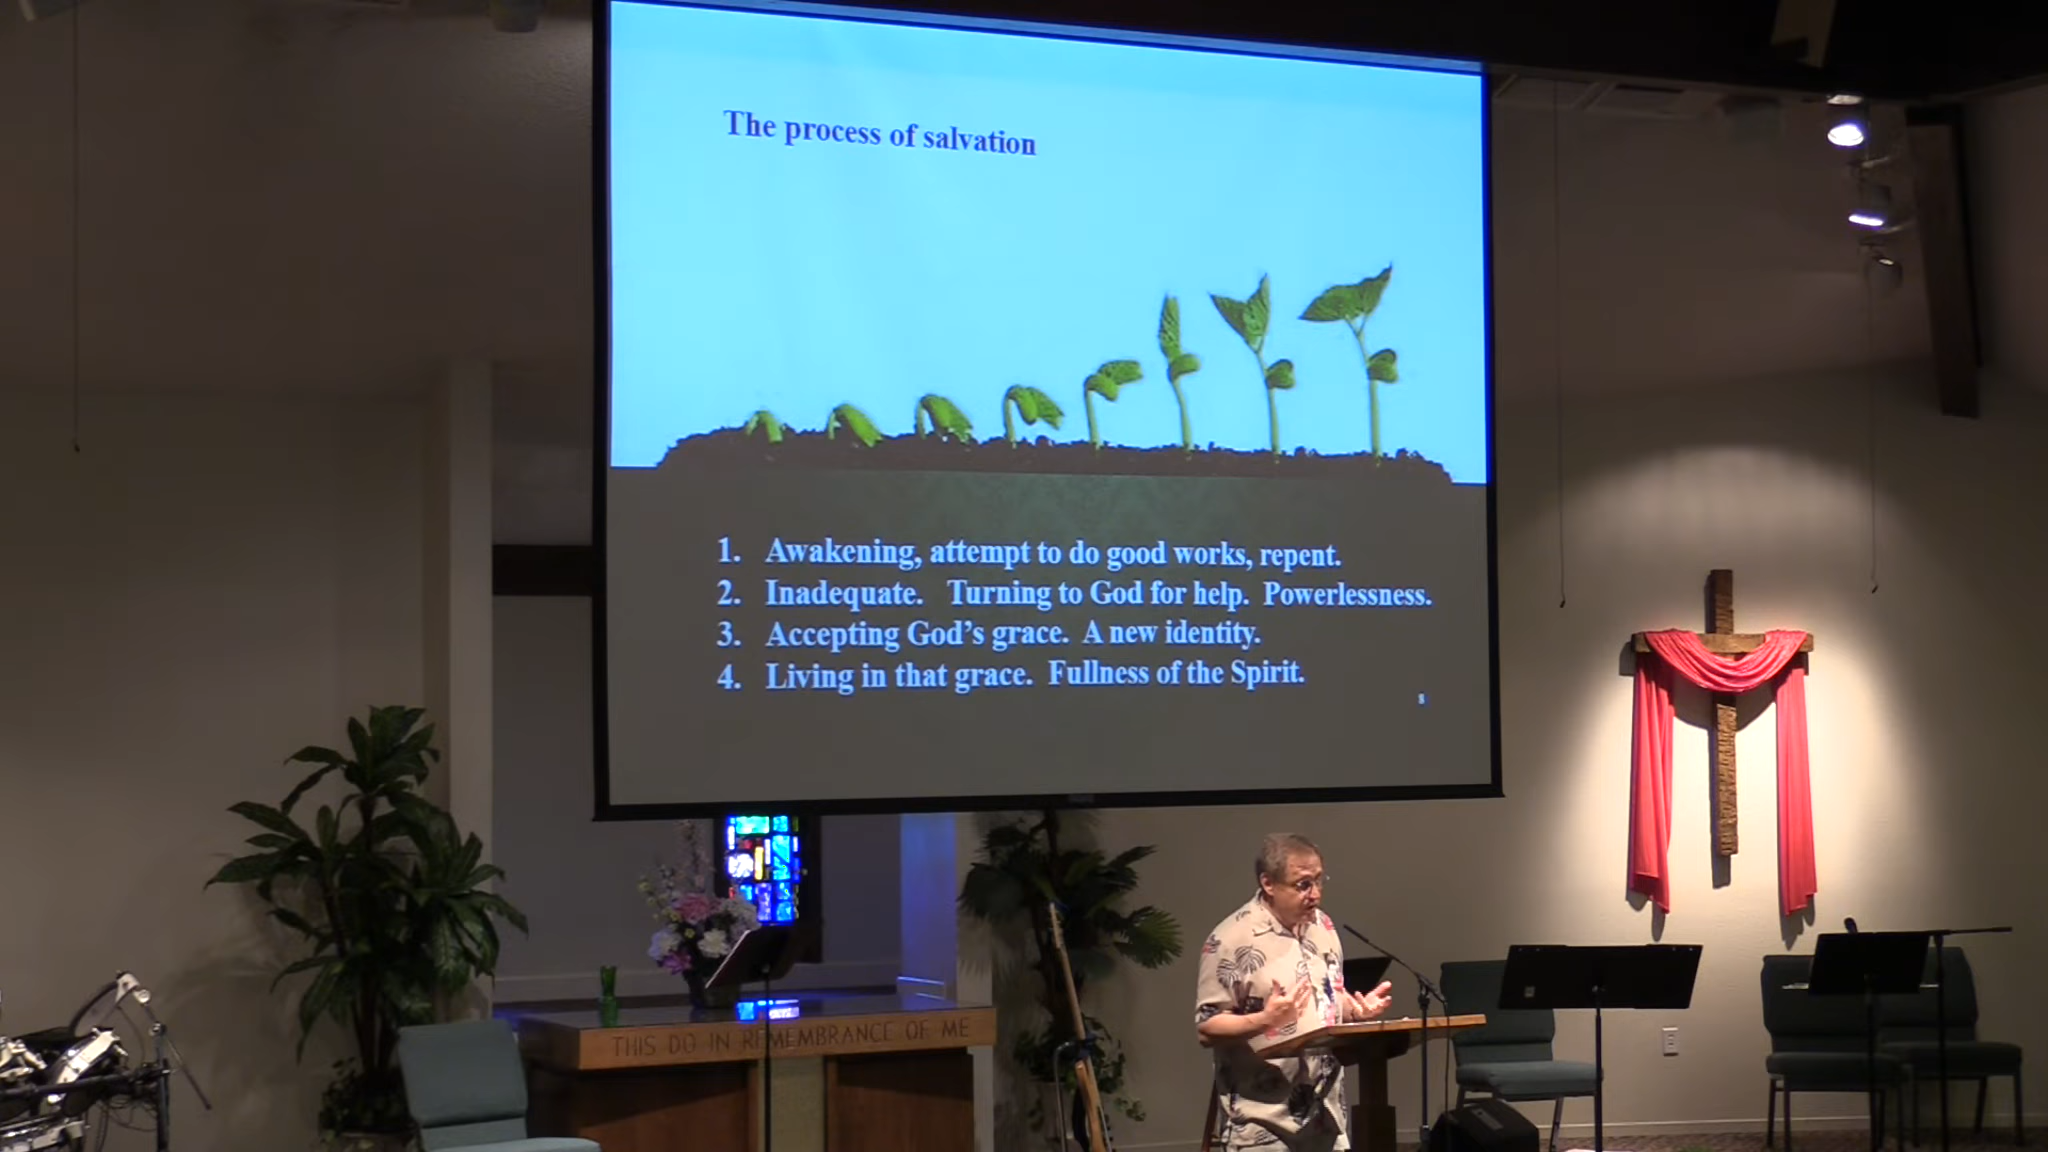 The process of salvation
1. Awakening, attempt to do good works, repent.
2. Inadequate. Turning to God for help. Powerlessness.
3. Accepting God’s grace. A new identity.
4. Living in that grace. Fullness of the Spirit.
8
THIS DO IN REMEMBRANCE OF ME